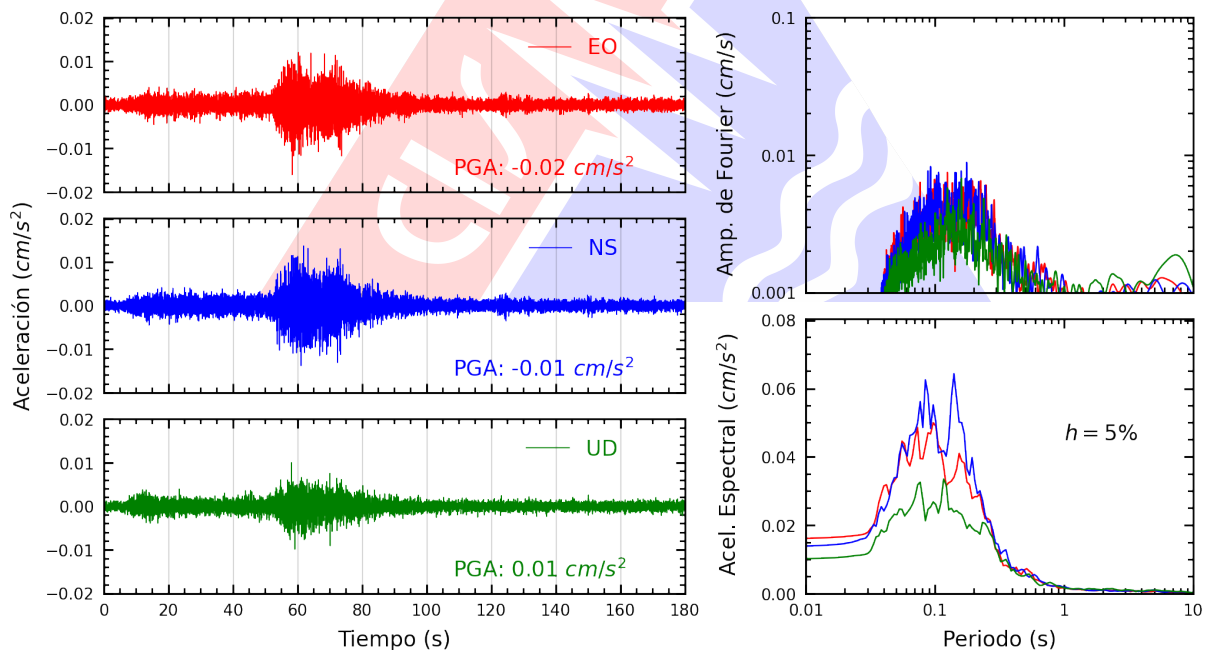 Aceleración (cm/s²)
0.02
0.01
0.00
−0.01
−0.02
EO
PGA: -0.02 cm/s²
0.02
0.01
0.00
−0.01
−0.02
NS
PGA: -0.01 cm/s²
0.02
0.01
0.00
−0.01
−0.02
UD
PGA: 0.01 cm/s²
0 20 40 60 80 100 120 140 160 180
Tiempo (s)
Amp. de Fourier (cm/s)
0.1
0.01
0.001
Acel. Espectral (cm/s²)
0.08
0.06
0.04
0.02
0.00
h = 5%
0.01 0.1 1 10
Periodo (s)
CIS